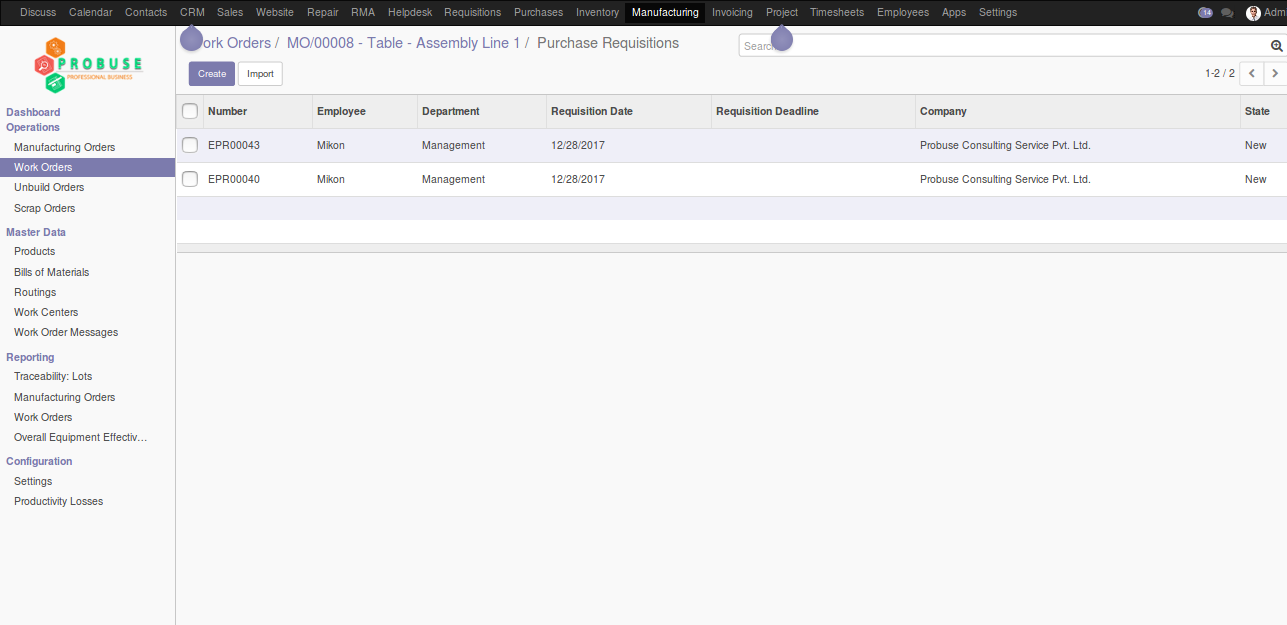 Discuss Calendar Contacts CRM Sales Website Repair RMA Helpdesk Requisitions Purchases Inventory Manufacturing Invoicing Project Timesheets Employees Apps Settings 14 Adm
PROBUSE
PROFESSIONAL BUSINESS
ork Orders / MO/00008 - Table - Assembly Line 1 / Purchase Requisitions
Searc
Create Import
1-2 / 2
Dashboard
Operations
Manufacturing Orders
Work Orders
Unbuild Orders
Scrap Orders
Master Data
Products
Bills of Materials
Routings
Work Centers
Work Order Messages
Reporting
Traceability: Lots
Manufacturing Orders
Work Orders
Overall Equipment Effectiv...
Configuration
Settings
Productivity Losses
Number Employee Department Requisition Date Requisition Deadline Company State
EPR00043 Mikon Management 12/28/2017 Probuse Consulting Service Pvt. Ltd. New
EPR00040 Mikon Management 12/28/2017 Probuse Consulting Service Pvt. Ltd. New